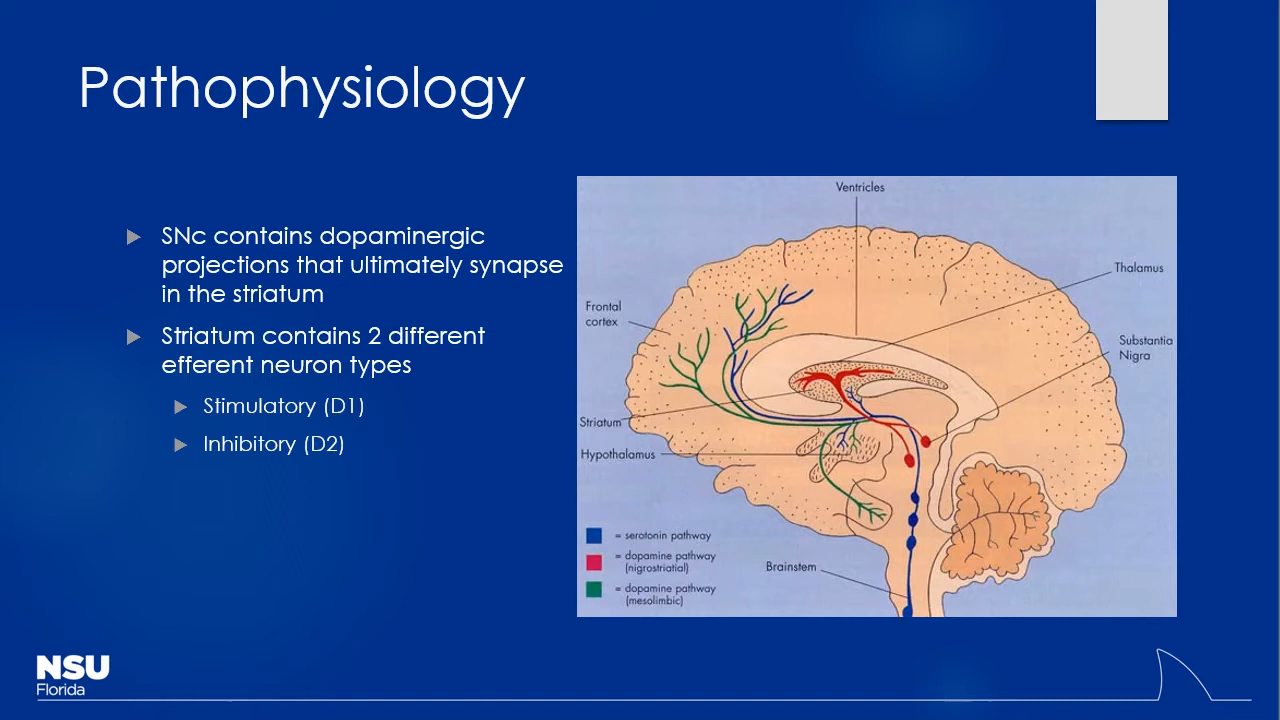 Pathophysiology
SNc contains dopaminergic
projections that ultimately synapse
in the striatum
Striatum contains 2 different
efferent neuron types
Stimulatory (D1)
Inhibitory (D2)
Ventricles
Thalamus
Frontal
cortex
Substantia
Nigra
Striatum
Hypothalamus
= serotonin pathway
= dopamine pathway
(nigrostriatial)
= dopamine pathway
(mesolimbic)
Brainstem
NSU
Florida